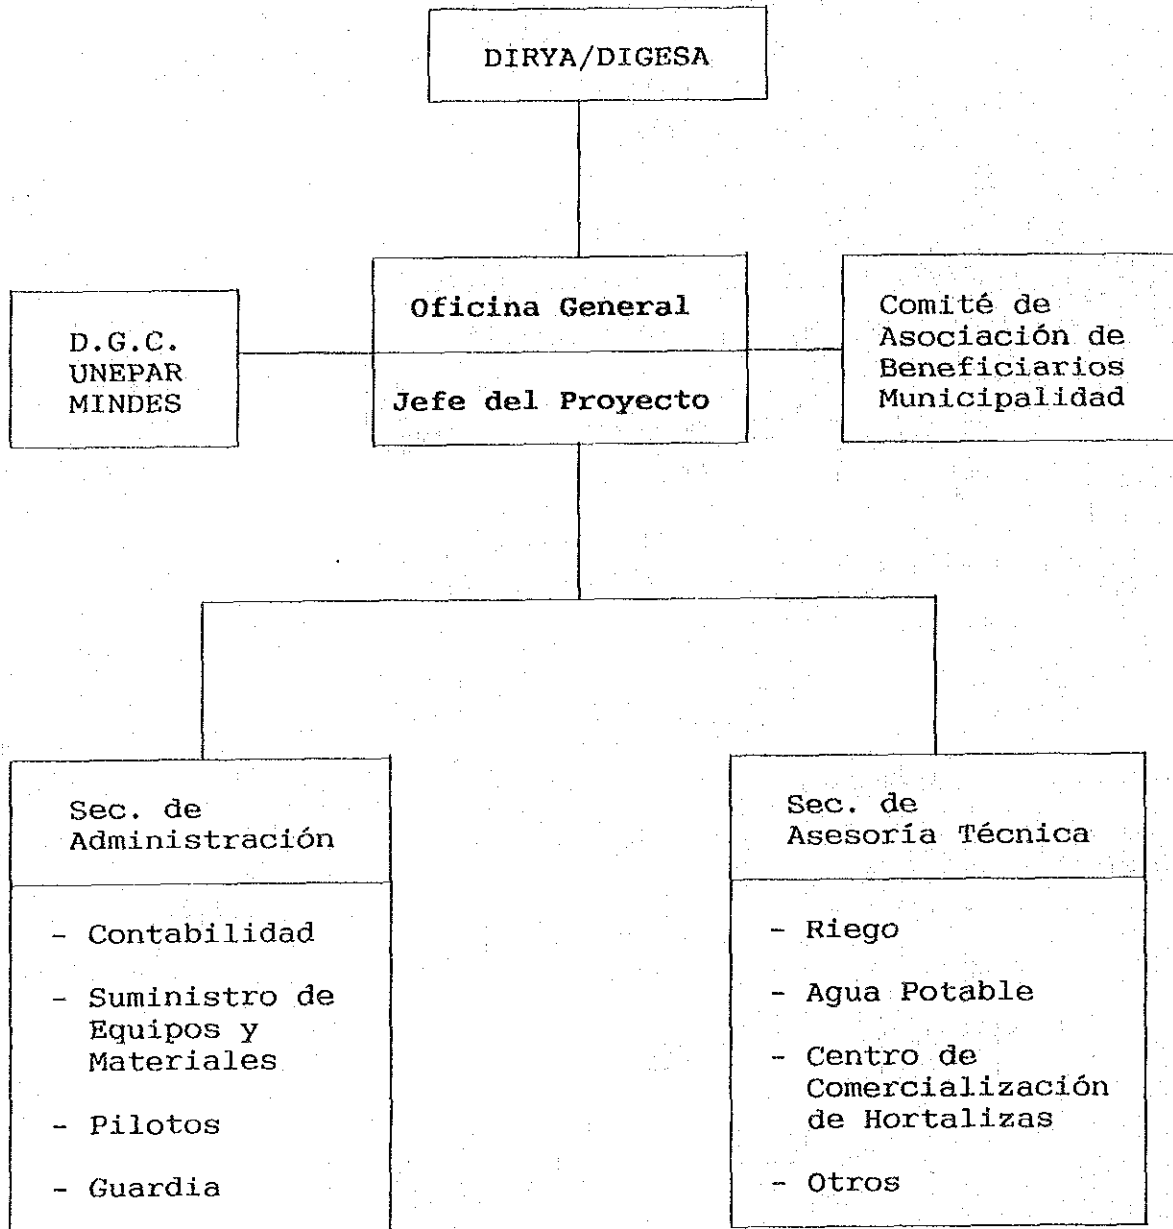 DIRYA/DIGESA
D.G.C.
UNEPAR
MINDES
Oficina General
Jefe del Proyecto
Comité de
Asociación de
Beneficiarios
Municipalidad
Sec. de
Administración
- Contabilidad
- Suministro de
Equipos y
Materiales
- Pilotos
- Guardia
Sec. de
Asesoría Técnica
- Riego
- Agua Potable
- Centro de
Comercialización
de Hortalizas
- Otros